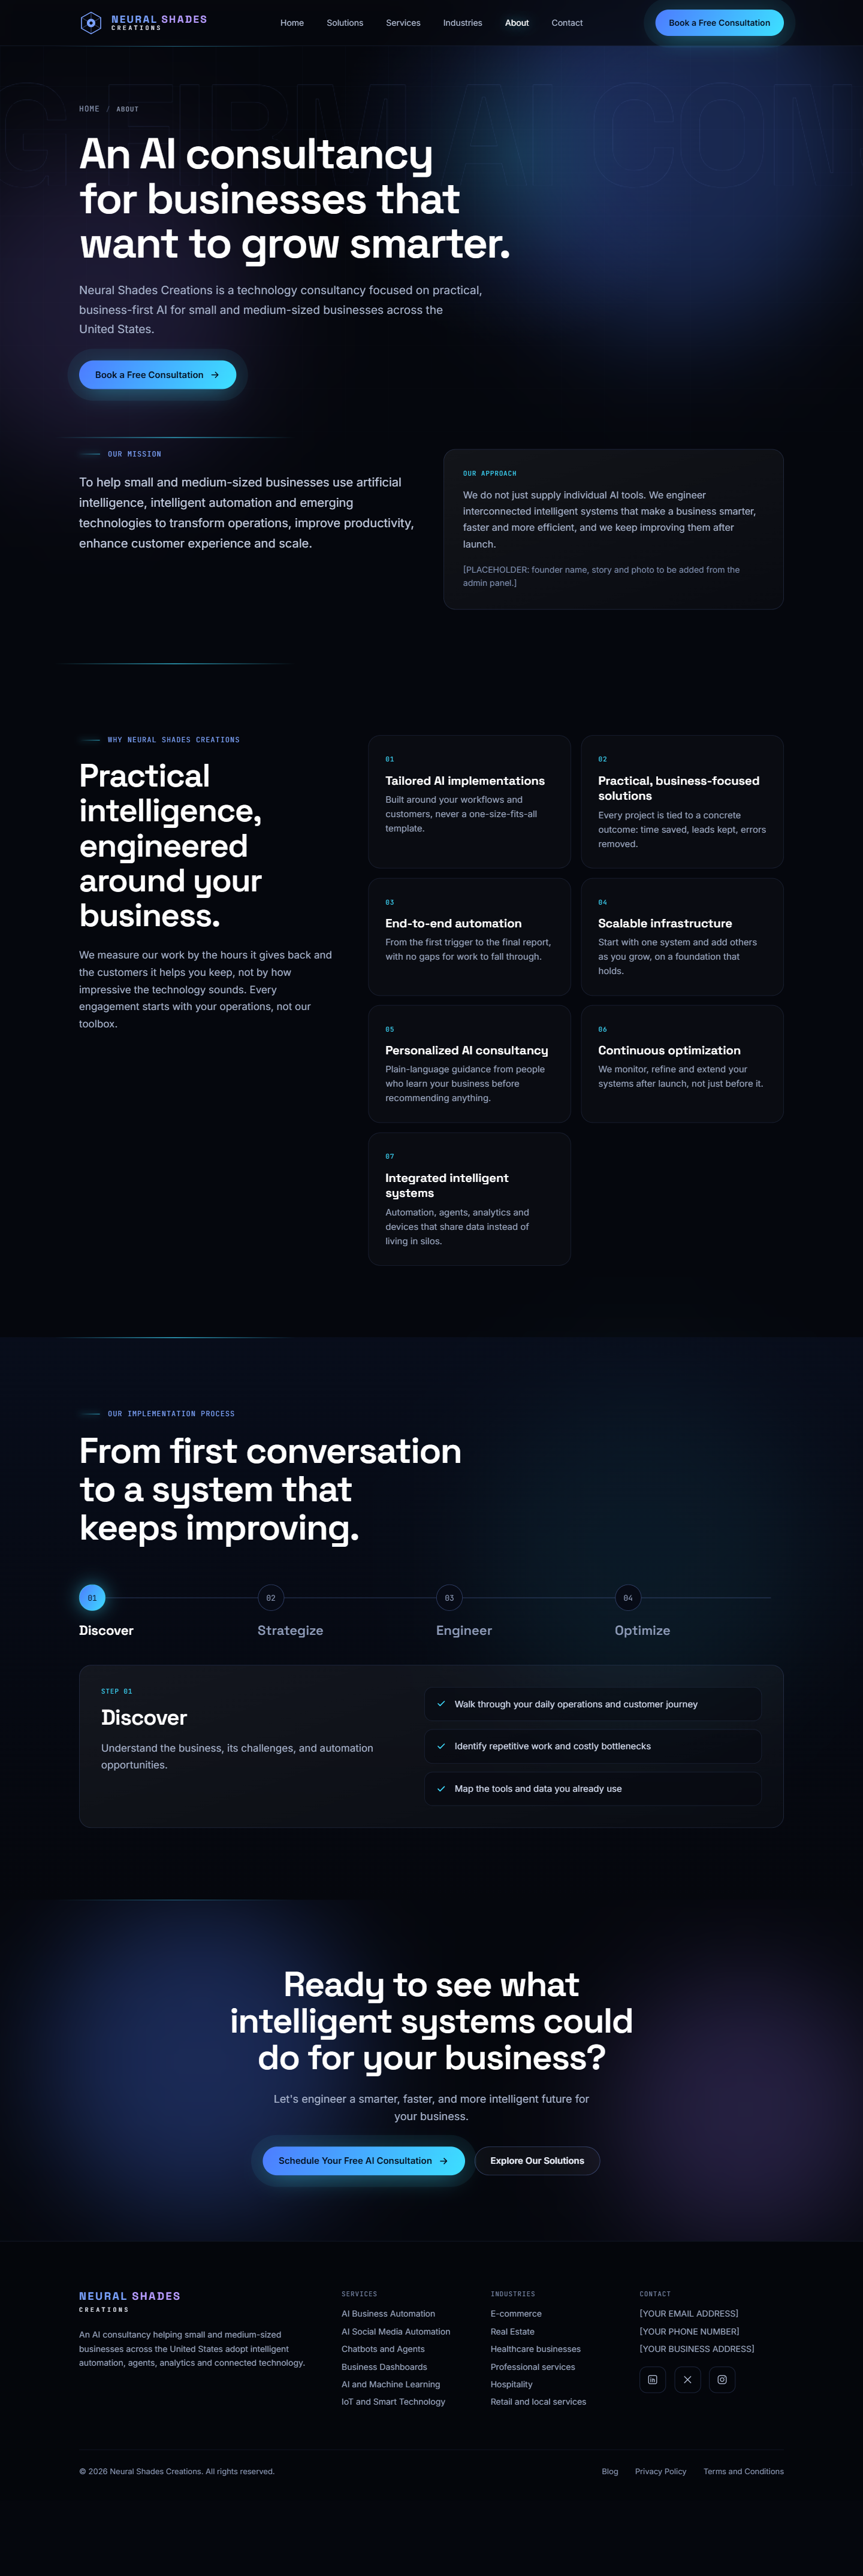 NEURAL SHADES
CREATIONS
Home
Solutions
Services
Industries
About
Contact
Book a Free Consultation
G FIRM AI CON
HOME / ABOUT
An AI consultancy
for businesses that
want to grow smarter.
Neural Shades Creations is a technology consultancy focused on practical,
business-first AI for small and medium-sized businesses across the
United States.
Book a Free Consultation →
OUR MISSION
To help small and medium-sized businesses use artificial
intelligence, intelligent automation and emerging
technologies to transform operations, improve productivity,
enhance customer experience and scale.
OUR APPROACH
We do not just supply individual AI tools. We engineer
interconnected intelligent systems that make a business smarter,
faster and more efficient, and we keep improving them after
launch.
[PLACEHOLDER: founder name, story and photo to be added from the
admin panel.]
WHY NEURAL SHADES CREATIONS
Practical
intelligence,
engineered
around your
business.
We measure our work by the hours it gives back and
the customers it helps you keep, not by how
impressive the technology sounds. Every
engagement starts with your operations, not our
toolbox.
01
Tailored AI implementations
Built around your workflows and
customers, never a one-size-fits-all
template.
02
Practical, business-focused
solutions
Every project is tied to a concrete
outcome: time saved, leads kept, errors
removed.
03
End-to-end automation
From the first trigger to the final report,
with no gaps for work to fall through.
04
Scalable infrastructure
Start with one system and add others
as you grow, on a foundation that
holds.
05
Personalized AI consultancy
Plain-language guidance from people
who learn your business before
recommending anything.
06
Continuous optimization
We monitor, refine and extend your
systems after launch, not just before it.
07
Integrated intelligent
systems
Automation, agents, analytics and
devices that share data instead of
living in silos.
OUR IMPLEMENTATION PROCESS
From first conversation
to a system that
keeps improving.
01
Discover
02
Strategize
03
Engineer
04
Optimize
STEP 01
Discover
Understand the business, its challenges, and automation
opportunities.
Walk through your daily operations and customer journey
Identify repetitive work and costly bottlenecks
Map the tools and data you already use
Ready to see what
intelligent systems could
do for your business?
Let's engineer a smarter, faster, and more intelligent future for
your business.
Schedule Your Free AI Consultation →
Explore Our Solutions
NEURAL SHADES
CREATIONS
An AI consultancy helping small and medium-sized
businesses across the United States adopt intelligent
automation, agents, analytics and connected technology.
SERVICES
AI Business Automation
AI Social Media Automation
Chatbots and Agents
Business Dashboards
AI and Machine Learning
IoT and Smart Technology
INDUSTRIES
E-commerce
Real Estate
Healthcare businesses
Professional services
Hospitality
Retail and local services
CONTACT
[YOUR EMAIL ADDRESS]
[YOUR PHONE NUMBER]
[YOUR BUSINESS ADDRESS]
© 2026 Neural Shades Creations. All rights reserved.
Blog
Privacy Policy
Terms and Conditions